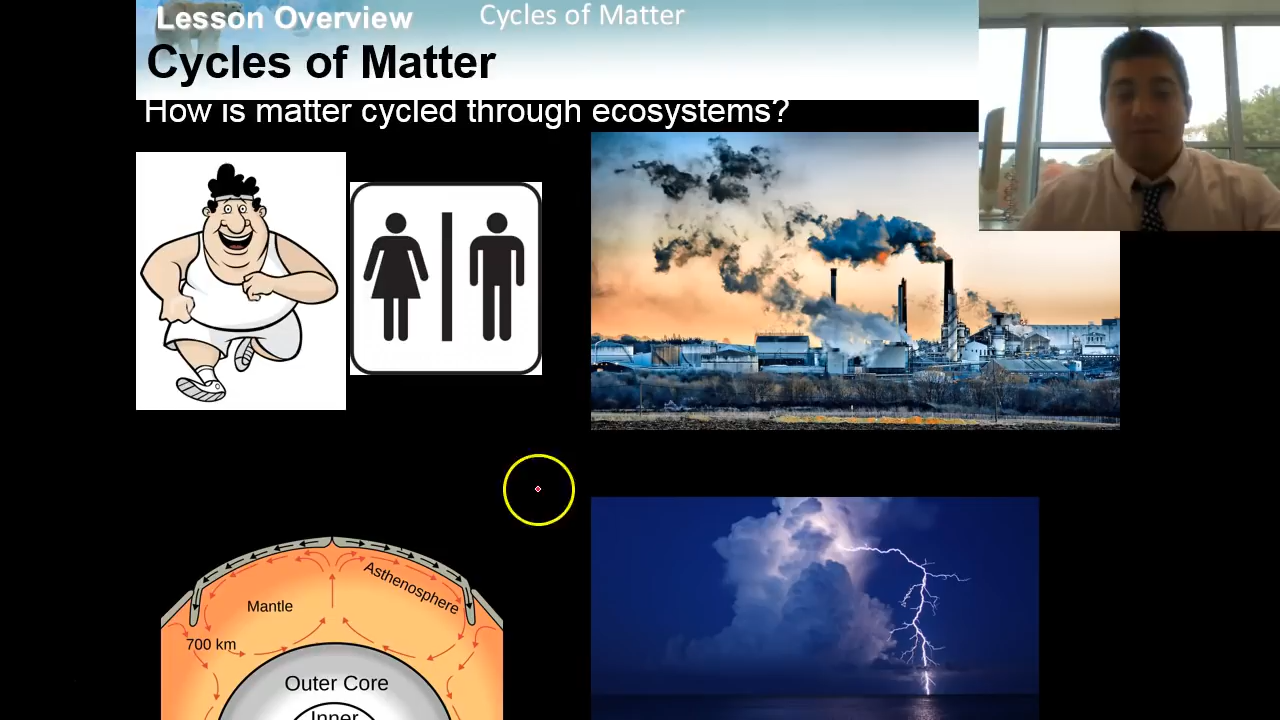 Lesson Overview
Cycles of Matter
Cycles of Matter
How is matter cycled through ecosystems?
Asthenosphere
Mantle
700 km
Outer Core
Inner